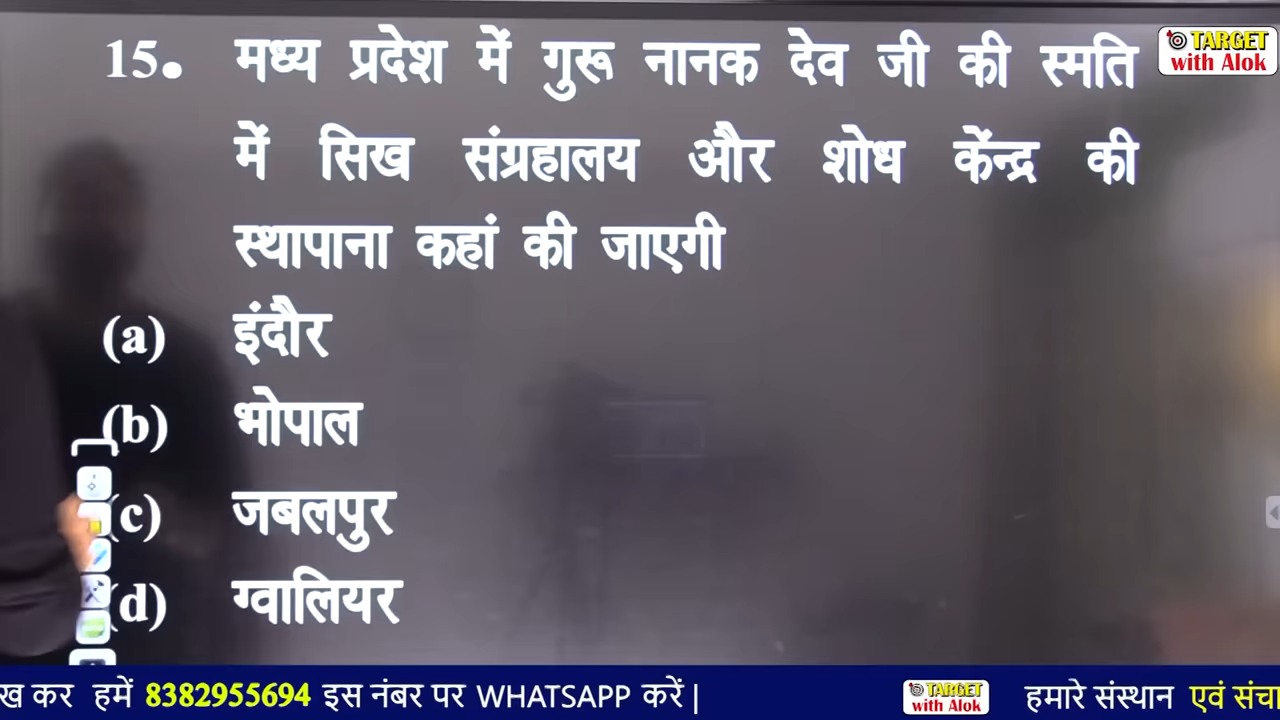 TARGET
with Alok
15. मध्य प्रदेश में गुरू नानक देव जी की स्मति
में सिख संग्रहालय और शोध केंन्द्र की
स्थापाना कहां की जाएगी
(a) इंदौर
(b) भोपाल
(c) जबलपुर
(d) ग्वालियर
ख कर हमें 8382955694 इस नंबर पर WHATSAPP करें | TARGET with Alok हमारे संस्थान एवं संचा